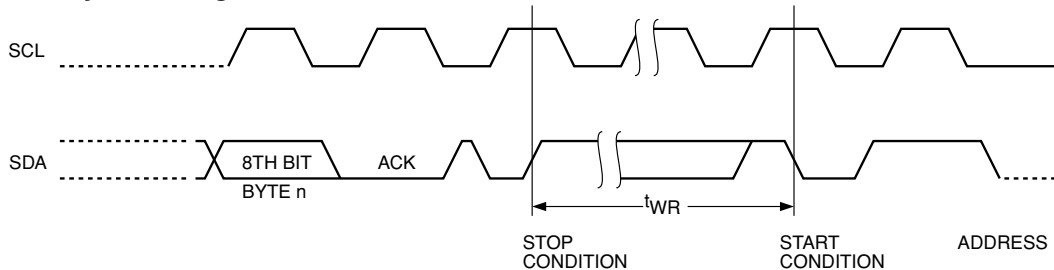 SCL
SDA
8TH BIT
ACK
BYTE n
tWR
STOP
CONDITION
START
CONDITION
ADDRESS